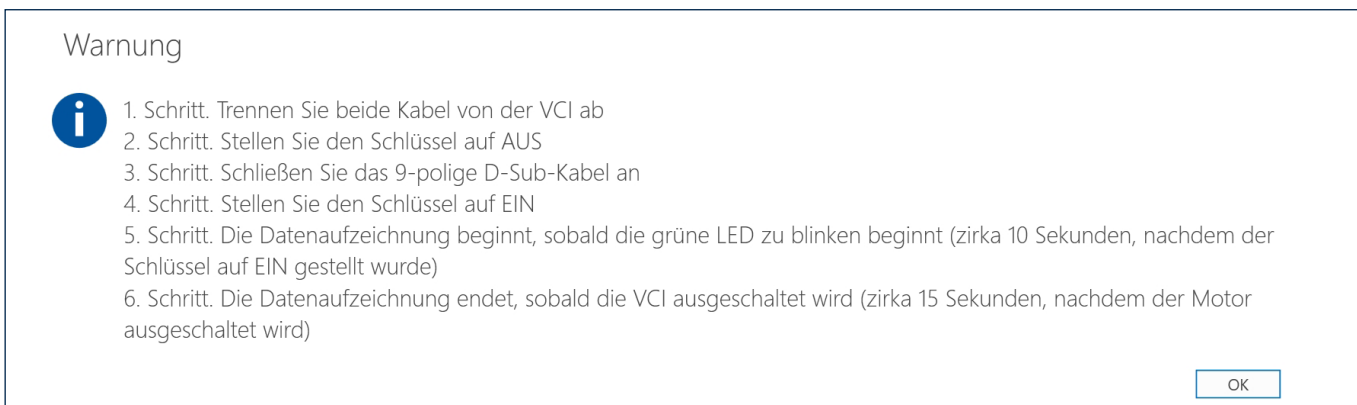 Warnung
1. Schritt. Trennen Sie beide Kabel von der VCI ab
2. Schritt. Stellen Sie den Schlüssel auf AUS
3. Schritt. Schließen Sie das 9-polige D-Sub-Kabel an
4. Schritt. Stellen Sie den Schlüssel auf EIN
5. Schritt. Die Datenaufzeichnung beginnt, sobald die grüne LED zu blinken beginnt (zirka 10 Sekunden, nachdem der
Schlüssel auf EIN gestellt wurde)
6. Schritt. Die Datenaufzeichnung endet, sobald die VCI ausgeschaltet wird (zirka 15 Sekunden, nachdem der Motor
ausgeschaltet wird)
OK